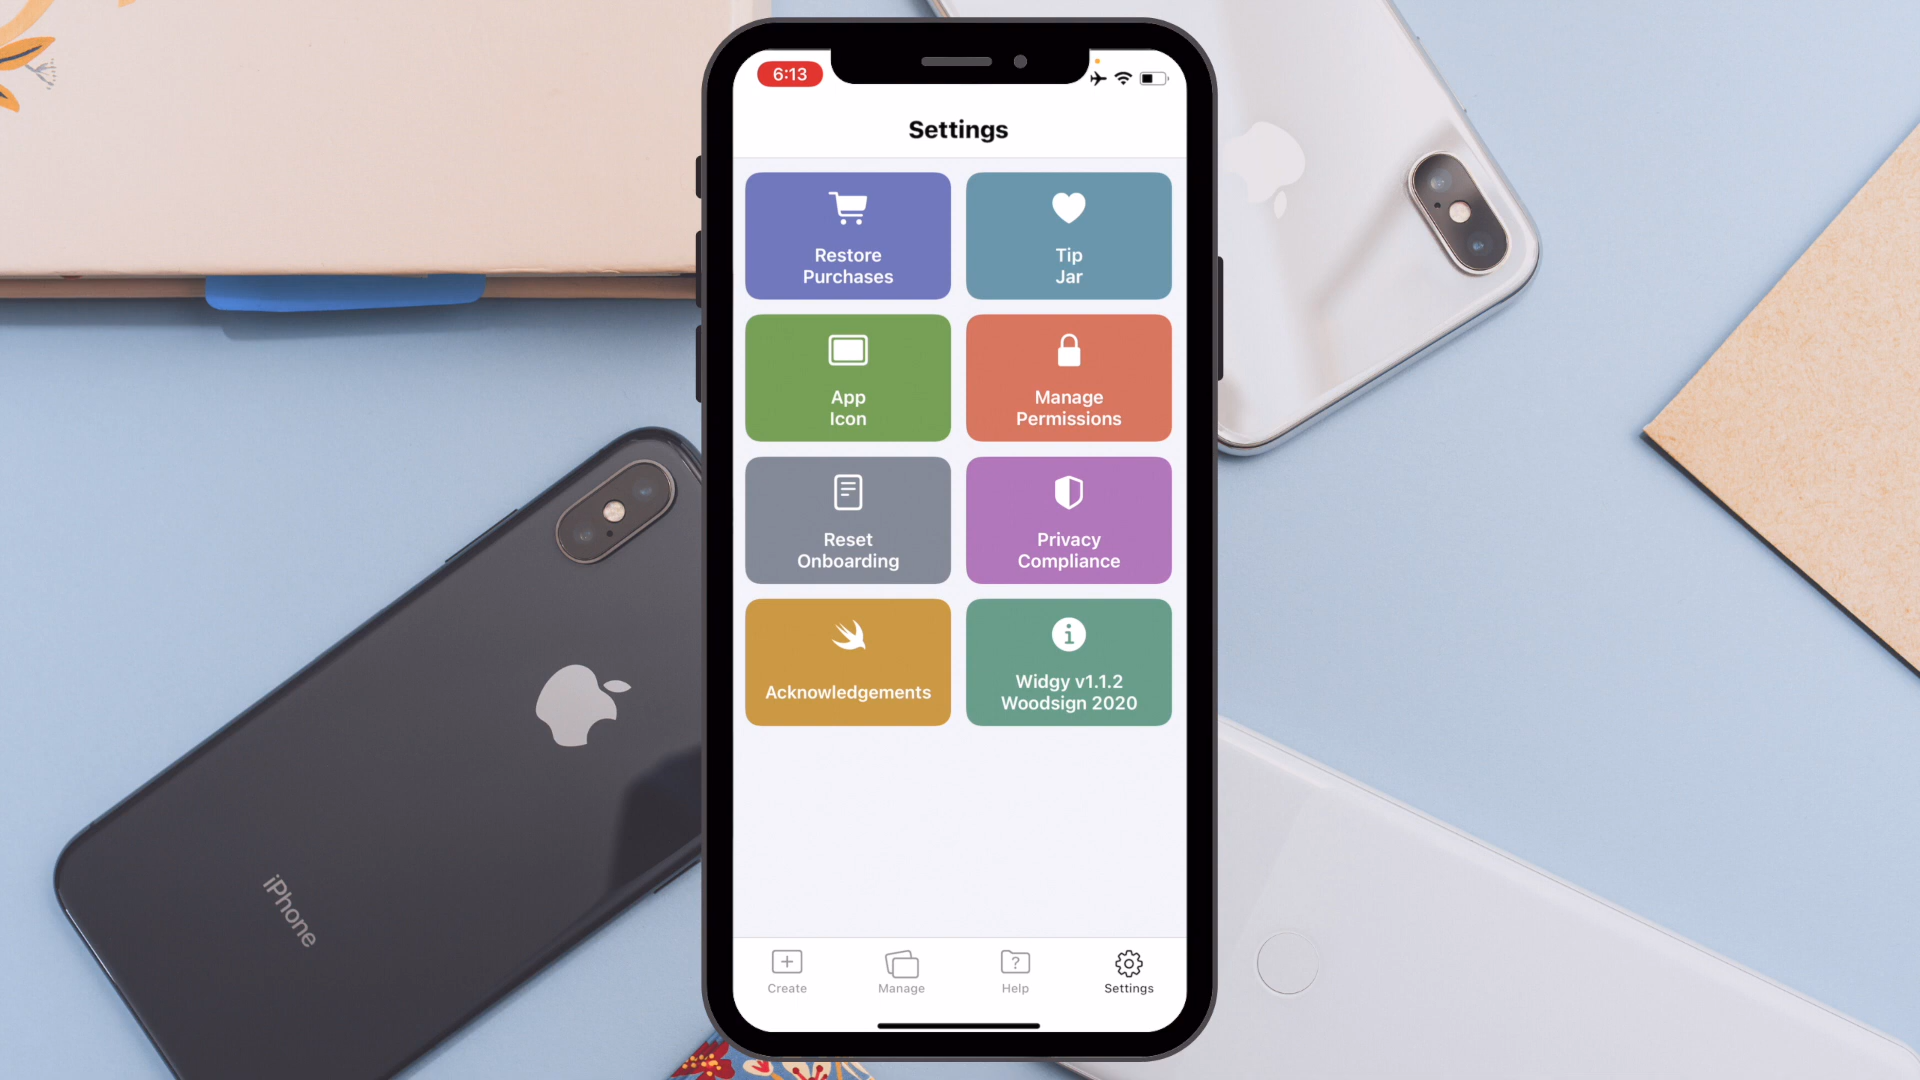 6:13
Settings
Restore
Purchases
Tip
Jar
App
Icon
Manage
Permissions
Reset
Onboarding
Privacy
Compliance
Acknowledgements
Widgy v1.1.2
Woodsign 2020
Create
Manage
?
Help
Settings
iPhone